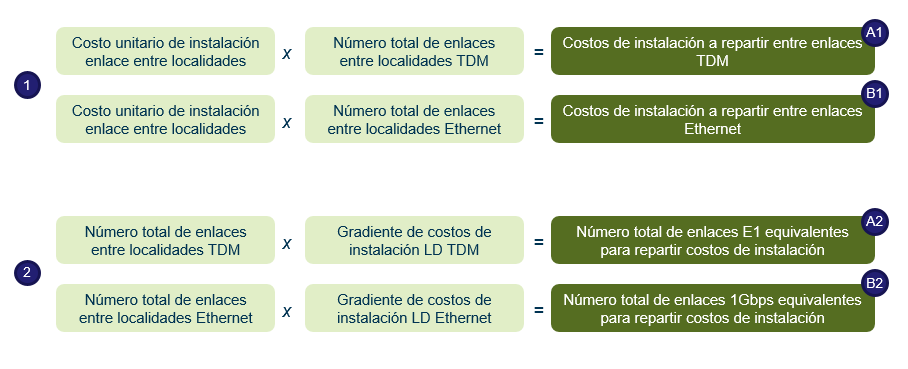 Costo unitario de instalación
enlace entre localidades
x
Número total de enlaces
entre localidades TDM
=
Costos de instalación a repartir entre enlaces
TDM
A1
1
Costo unitario de instalación
enlace entre localidades
x
Número total de enlaces
entre localidades Ethernet
=
Costos de instalación a repartir entre enlaces
Ethernet
B1
Número total de enlaces
entre localidades TDM
x
Gradiente de costos de
instalación LD TDM
=
Número total de enlaces E1 equivalentes
para repartir costos de instalación
A2
2
Número total de enlaces
entre localidades Ethernet
x
Gradiente de costos de
instalación LD Ethernet
=
Número total de enlaces 1Gbps equivalentes
para repartir costos de instalación
B2